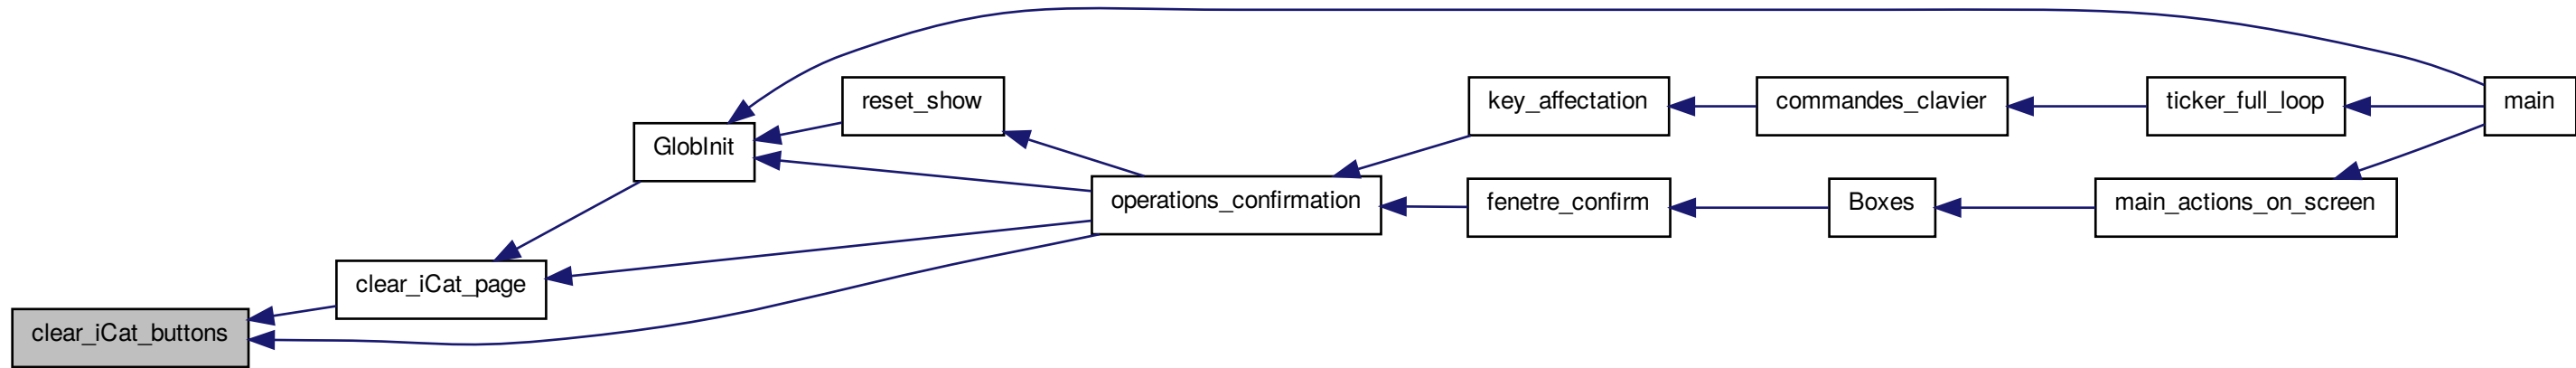 reset_show
key_affectation
commandes_clavier
ticker_full_loop
main
GlobInit
operations_confirmation
fenetre_confirm
Boxes
main_actions_on_screen
clear_iCat_page
clear_iCat_buttons